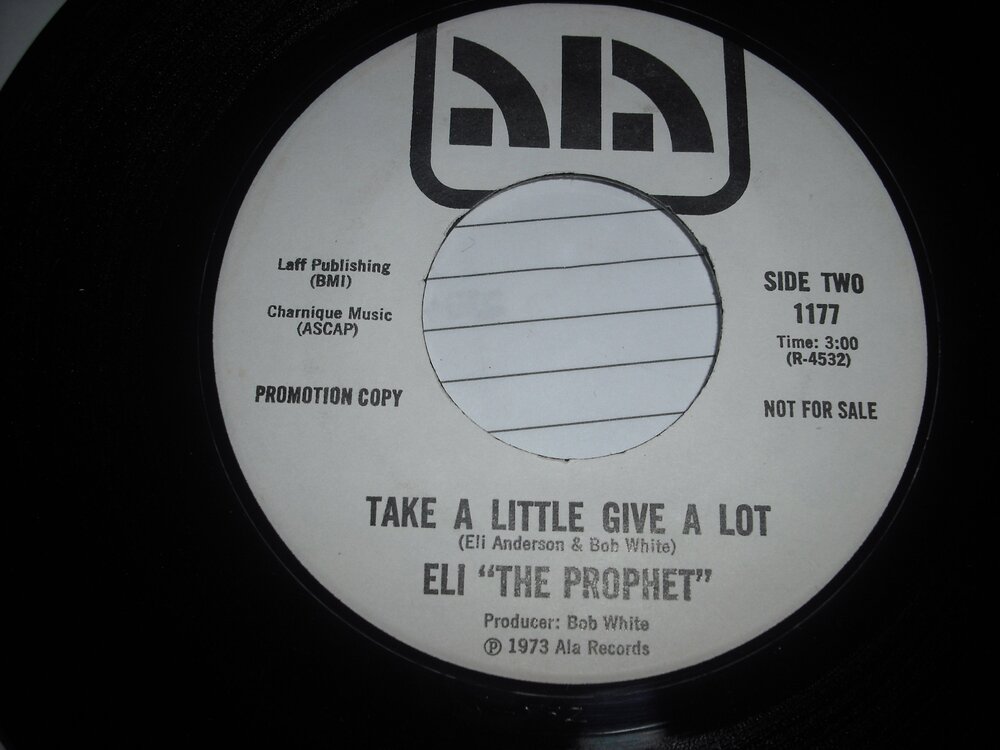 ala
Laff Publishing
(BMI)
Charnique Music
(ASCAP)
PROMOTION COPY
SIDE TWO
1177
Time: 3:00
(R-4532)
NOT FOR SALE
TAKE A LITTLE GIVE A LOT
(Eli Anderson & Bob White)
ELI “THE PROPHET”
Producer: Bob White
℗ 1973 Ala Records